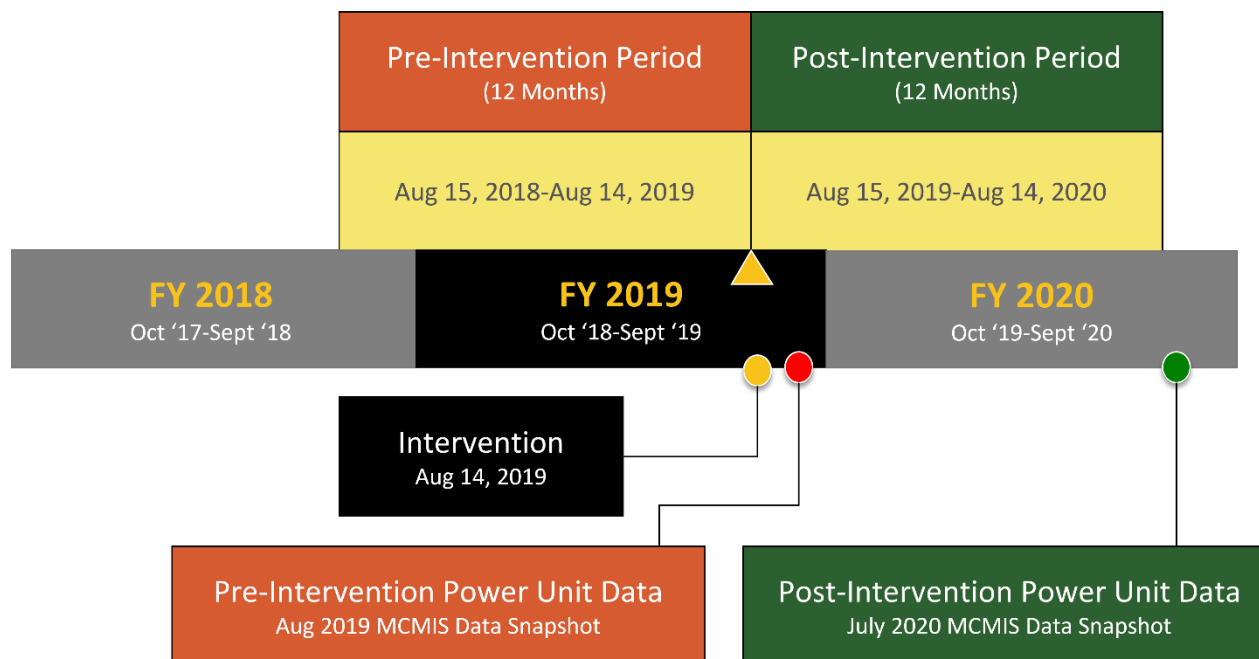 Pre-Intervention Period
(12 Months)
Post-Intervention Period
(12 Months)
Aug 15, 2018-Aug 14, 2019
Aug 15, 2019-Aug 14, 2020
FY 2018
Oct ‘17-Sept ‘18
FY 2019
Oct ‘18-Sept ‘19
FY 2020
Oct ‘19-Sept ‘20
Intervention
Aug 14, 2019
Pre-Intervention Power Unit Data
Aug 2019 MCMIS Data Snapshot
Post-Intervention Power Unit Data
July 2020 MCMIS Data Snapshot